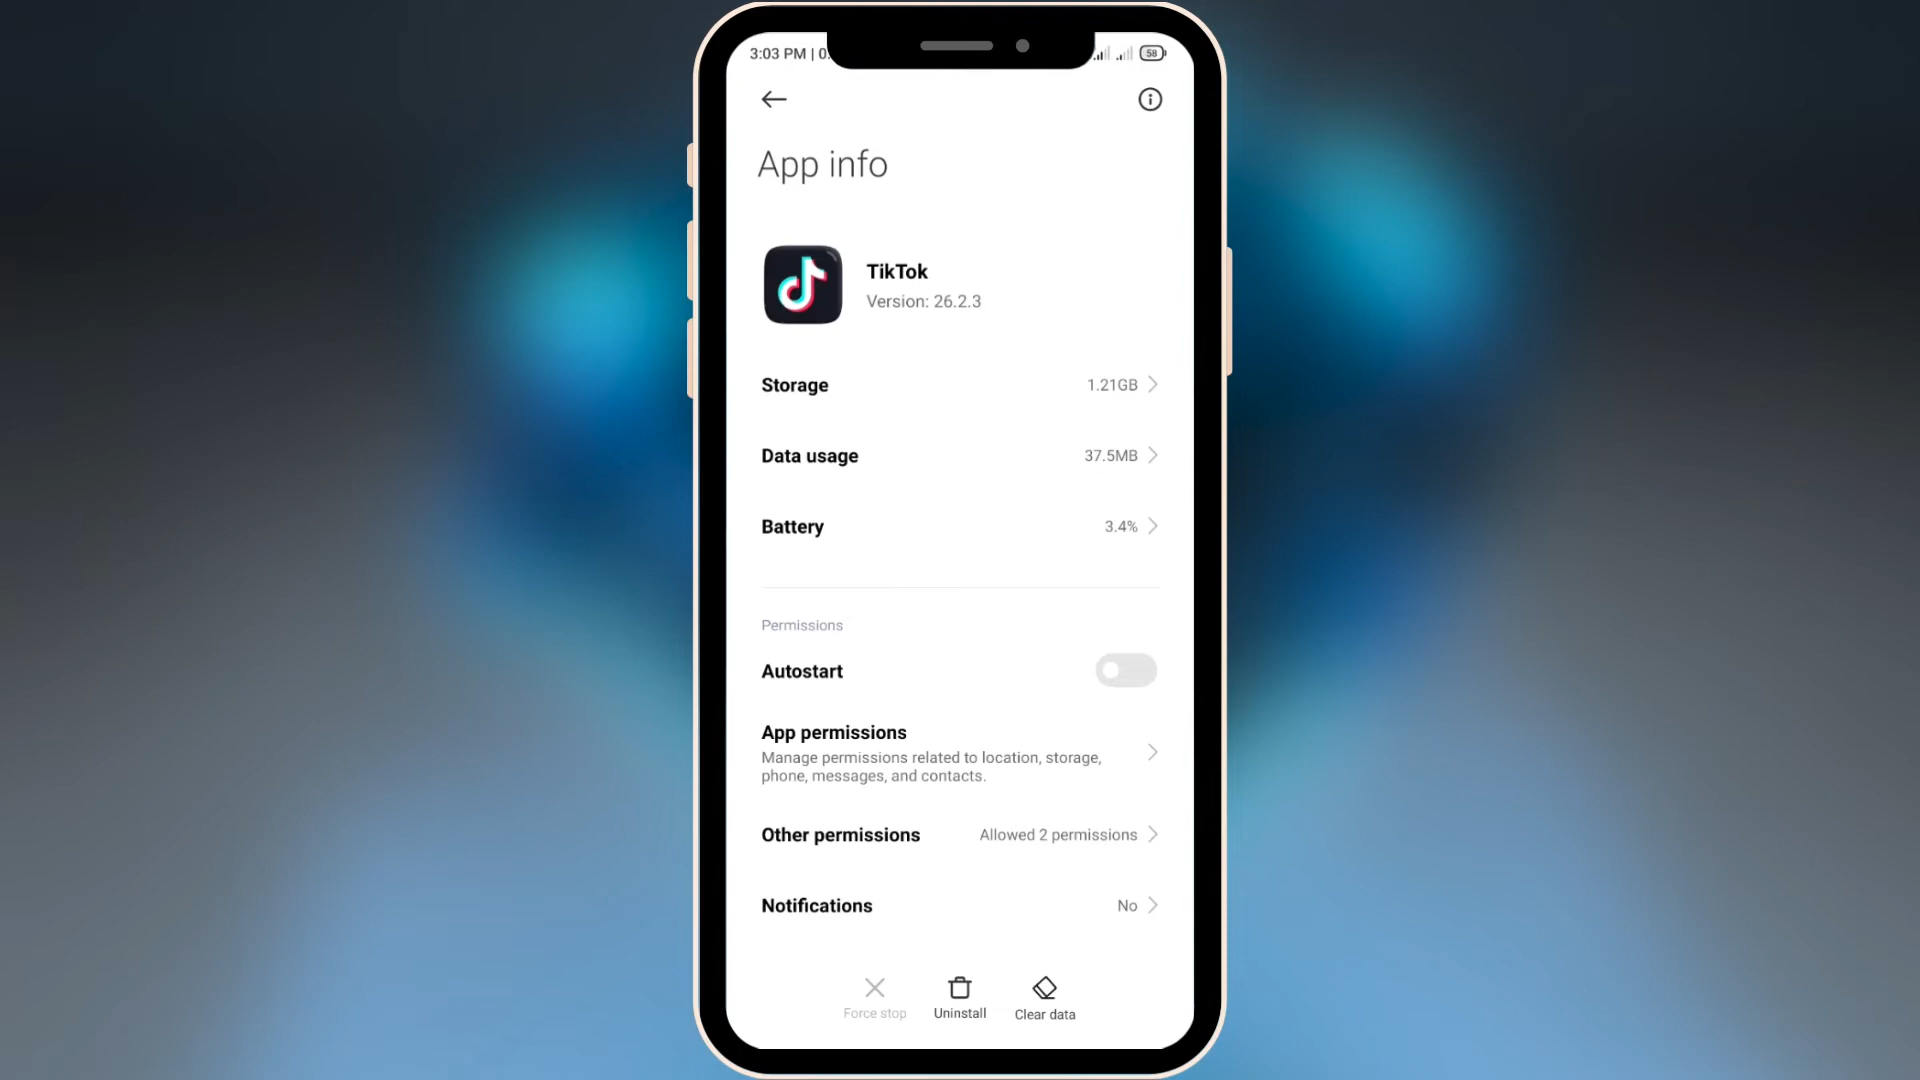 3:03 PM | 0.
58
App info
TikTok
Version: 26.2.3
Storage 1.21GB
Data usage 37.5MB
Battery 3.4%
Permissions
Autostart
App permissions
Manage permissions related to location, storage,
phone, messages, and contacts.
Other permissions Allowed 2 permissions
Notifications No
Force stop Uninstall Clear data